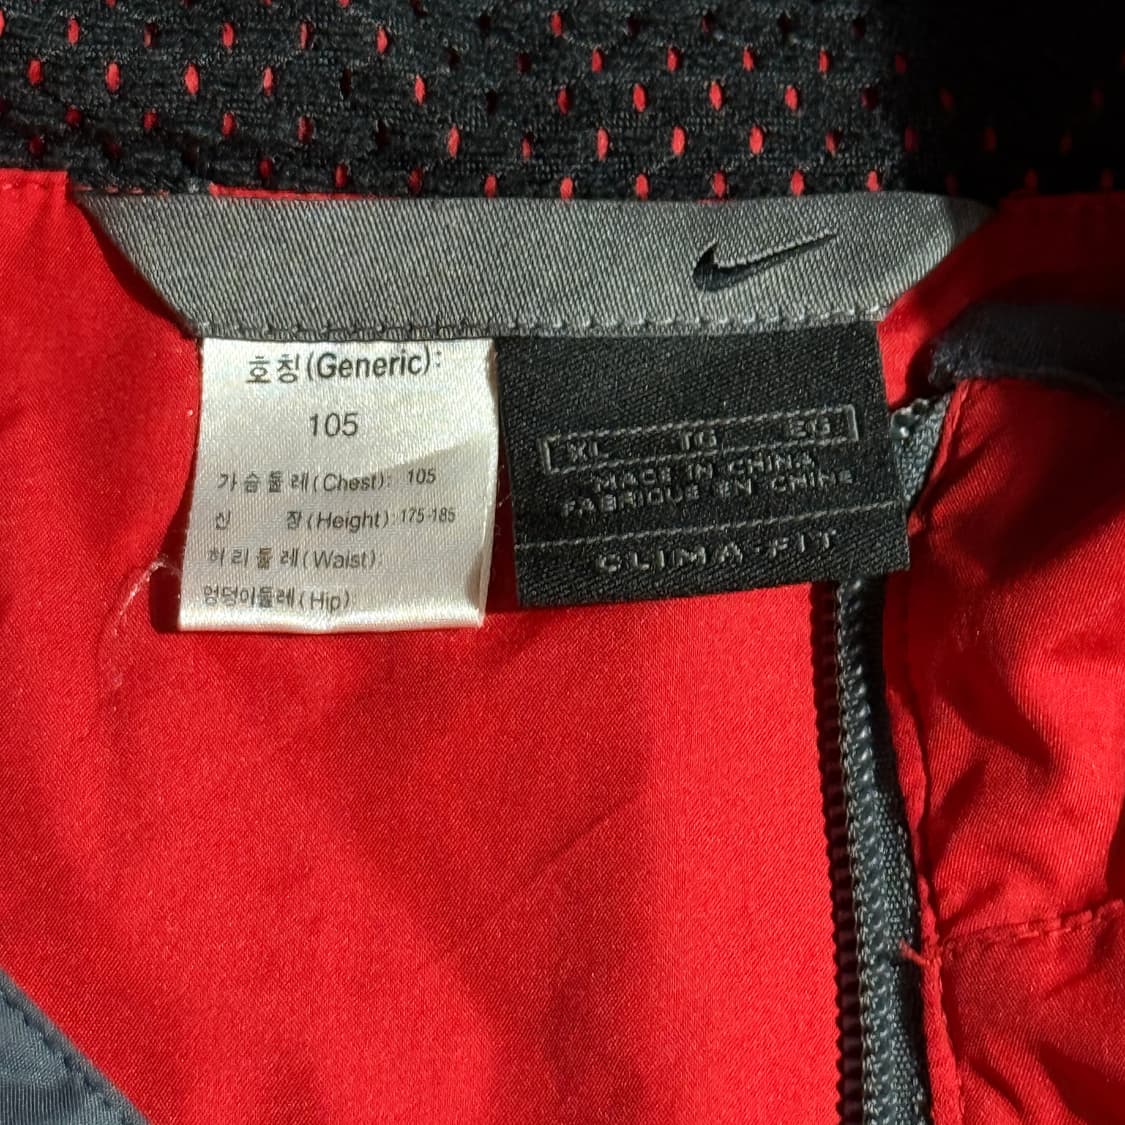 호칭(Generic):
105
가슴둘레(Chest): 105
신 장(Height): 175-185
허리둘레(Waist):
엉덩이둘레(Hip):
XL TG EG
MADE IN CHINA
FABRIQUE EN CHINE
CLIMA-FIT